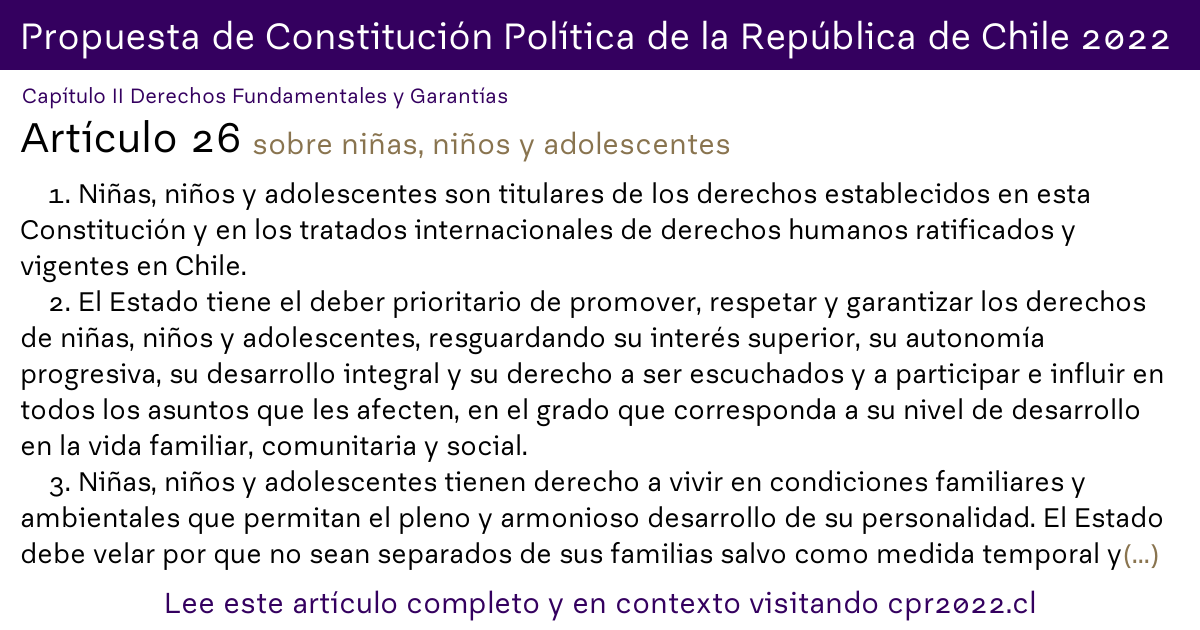 Propuesta de Constitución Política de la República de Chile 2022
Capítulo II Derechos Fundamentales y Garantías
Artículo 26 sobre niñas, niños y adolescentes
1. Niñas, niños y adolescentes son titulares de los derechos establecidos en esta
Constitución y en los tratados internacionales de derechos humanos ratificados y
vigentes en Chile.
2. El Estado tiene el deber prioritario de promover, respetar y garantizar los derechos
de niñas, niños y adolescentes, resguardando su interés superior, su autonomía
progresiva, su desarrollo integral y su derecho a ser escuchados y a participar e influir en
todos los asuntos que les afecten, en el grado que corresponda a su nivel de desarrollo
en la vida familiar, comunitaria y social.
3. Niñas, niños y adolescentes tienen derecho a vivir en condiciones familiares y
ambientales que permitan el pleno y armonioso desarrollo de su personalidad. El Estado
debe velar por que no sean separados de sus familias salvo como medida temporal y(...)
Lee este artículo completo y en contexto visitando cpr2022.cl